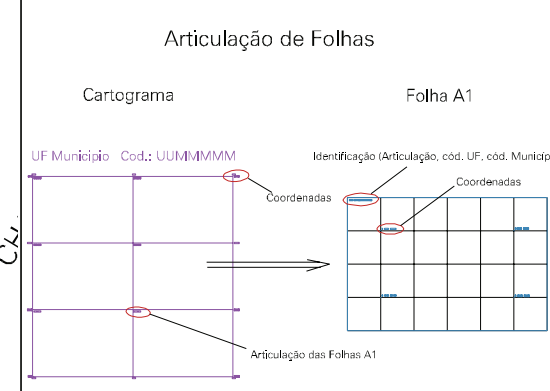 Articulação de Folhas
Cartograma
Folha A1
UF Municipio Cod.: UUMMMMM
Identificação (Articulação, cód. UF, cód. Municíp
Coordenadas
Coordenadas
Articulação das Folhas A1